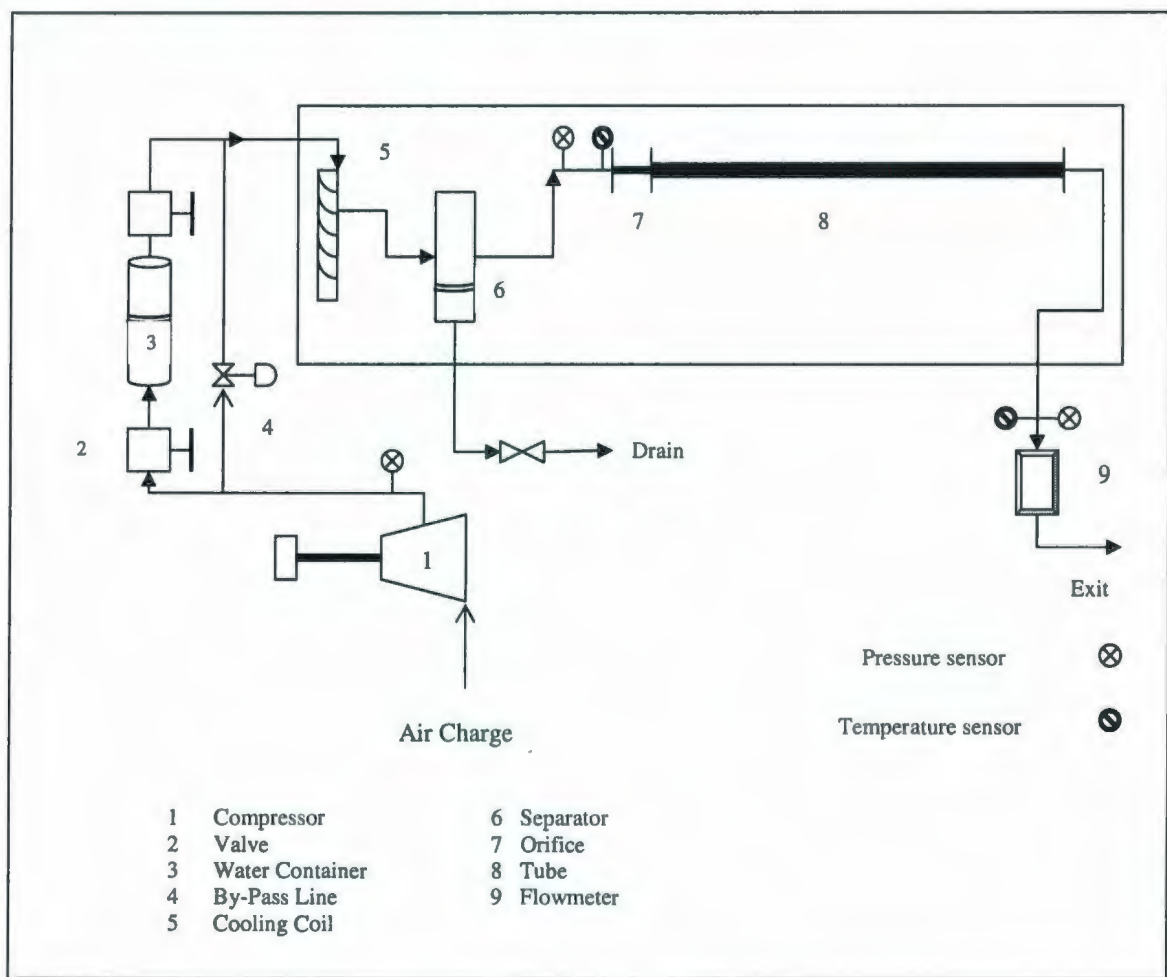 5
7
8
3
6
2
4
Drain
9
1
Exit
Pressure sensor
Temperature sensor
Air Charge
1 Compressor
2 Valve
3 Water Container
4 By-Pass Line
5 Cooling Coil
6 Separator
7 Orifice
8 Tube
9 Flowmeter